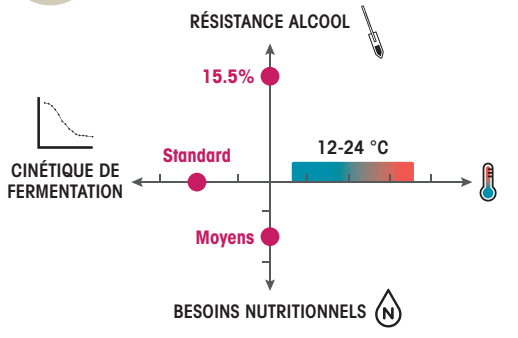 RÉSISTANCE ALCOOL
15.5%
Standard
12-24 °C
CINÉTIQUE DE
FERMENTATION
Moyens
BESOINS NUTRITIONNELS
N